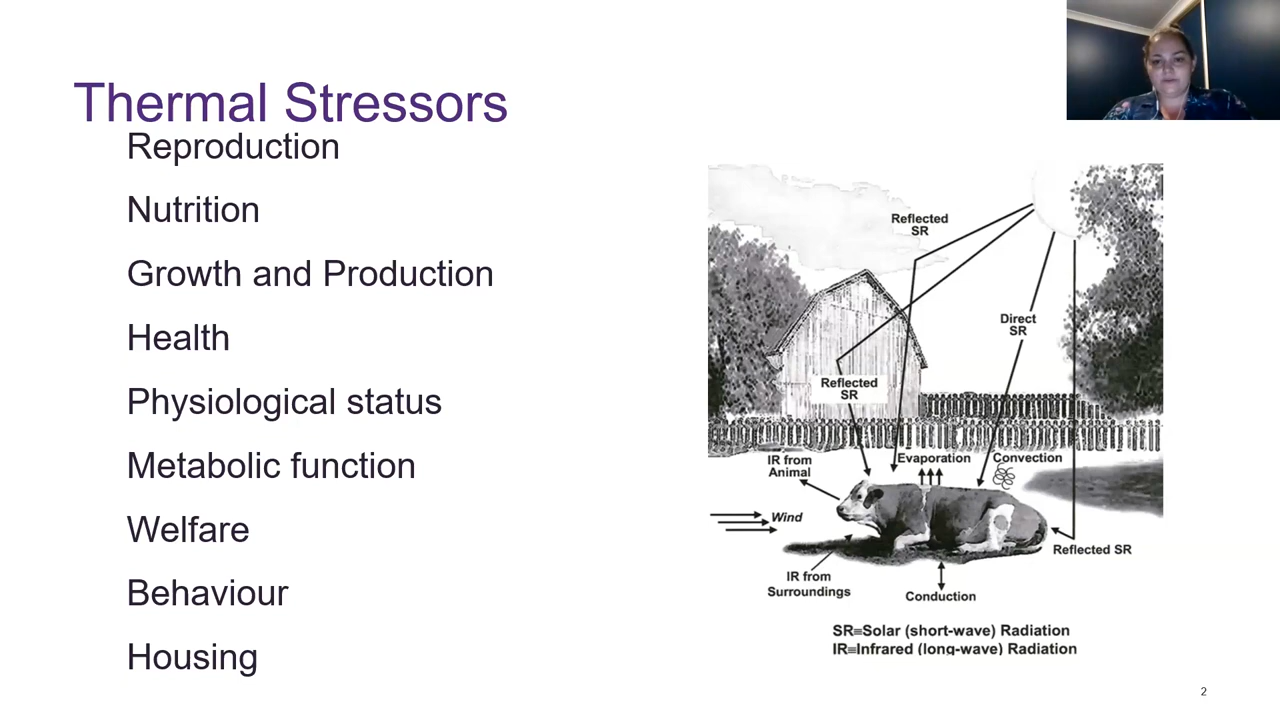 Thermal Stressors
Reproduction
Nutrition
Growth and Production
Health
Physiological status
Metabolic function
Welfare
Behaviour
Housing
Reflected
SR
Direct
SR
Reflected
SR
IR from
Animal
Evaporation
Convection
Wind
Reflected SR
IR from
Surroundings
Conduction
SR≡Solar (short-wave) Radiation
IR≡Infrared (long-wave) Radiation
2